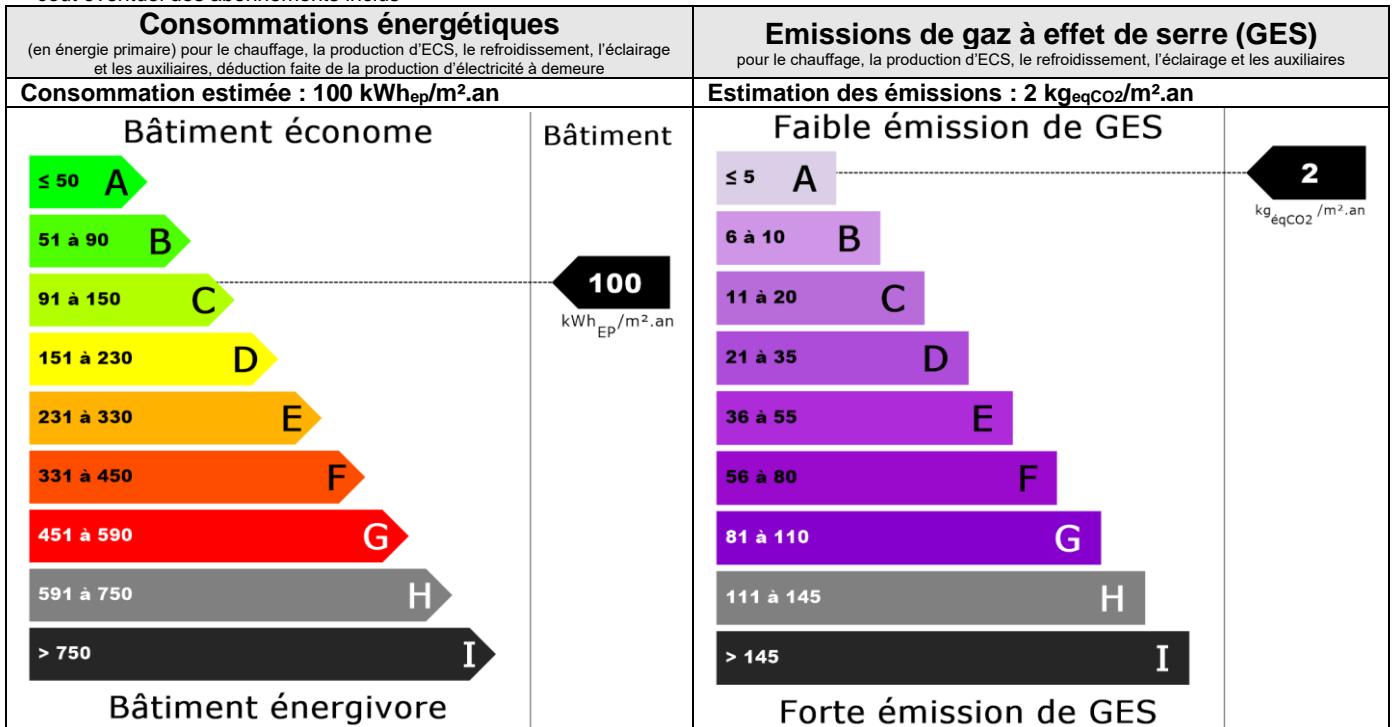 coût éventuel des abonnements inclus
Consommations énergétiques
(en énergie primaire) pour le chauffage, la production d'ECS, le refroidissement, l'éclairage
et les auxiliaires, déduction faite de la production d'électricité à demeure
Consommation estimée : 100 kWhep/m².an
Bâtiment économe
Bâtiment
≤ 50 A
51 à 90 B
91 à 150 C
100
kWhEP/m².an
151 à 230 D
231 à 330 E
331 à 450 F
451 à 590 G
591 à 750 H
> 750 I
Bâtiment énergivore
Emissions de gaz à effet de serre (GES)
pour le chauffage, la production d'ECS, le refroidissement, l'éclairage et les auxiliaires
Estimation des émissions : 2 kgeqCO2/m².an
Faible émission de GES
≤ 5 A
2
kgéqCO2/m².an
6 à 10 B
11 à 20 C
21 à 35 D
36 à 55 E
56 à 80 F
81 à 110 G
111 à 145 H
> 145 I
Forte émission de GES